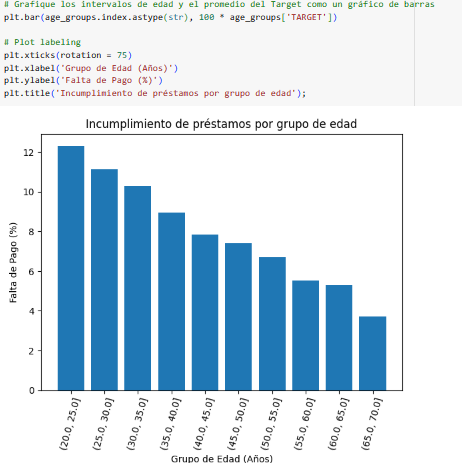 # Grafique los intervalos de edad y el promedio del Target como un gráfico de barras
plt.bar(age_groups.index.astype(str), 100 * age_groups['TARGET'])
# Plot labeling
plt.xticks(rotation = 75)
plt.xlabel('Grupo de Edad (Años)')
plt.ylabel('Falta de Pago (%)')
plt.title('Incumplimiento de préstamos por grupo de edad');
Incumplimiento de préstamos por grupo de edad
Falta de Pago (%)
12
10
8
6
4
2
0
(20.0, 25.0]
(25.0, 30.0]
(30.0, 35.0]
(35.0, 40.0]
(40.0, 45.0]
(45.0, 50.0]
(50.0, 55.0]
(55.0, 60.0]
(60.0, 65.0]
(65.0, 70.0]
Grupo de Edad (Años)